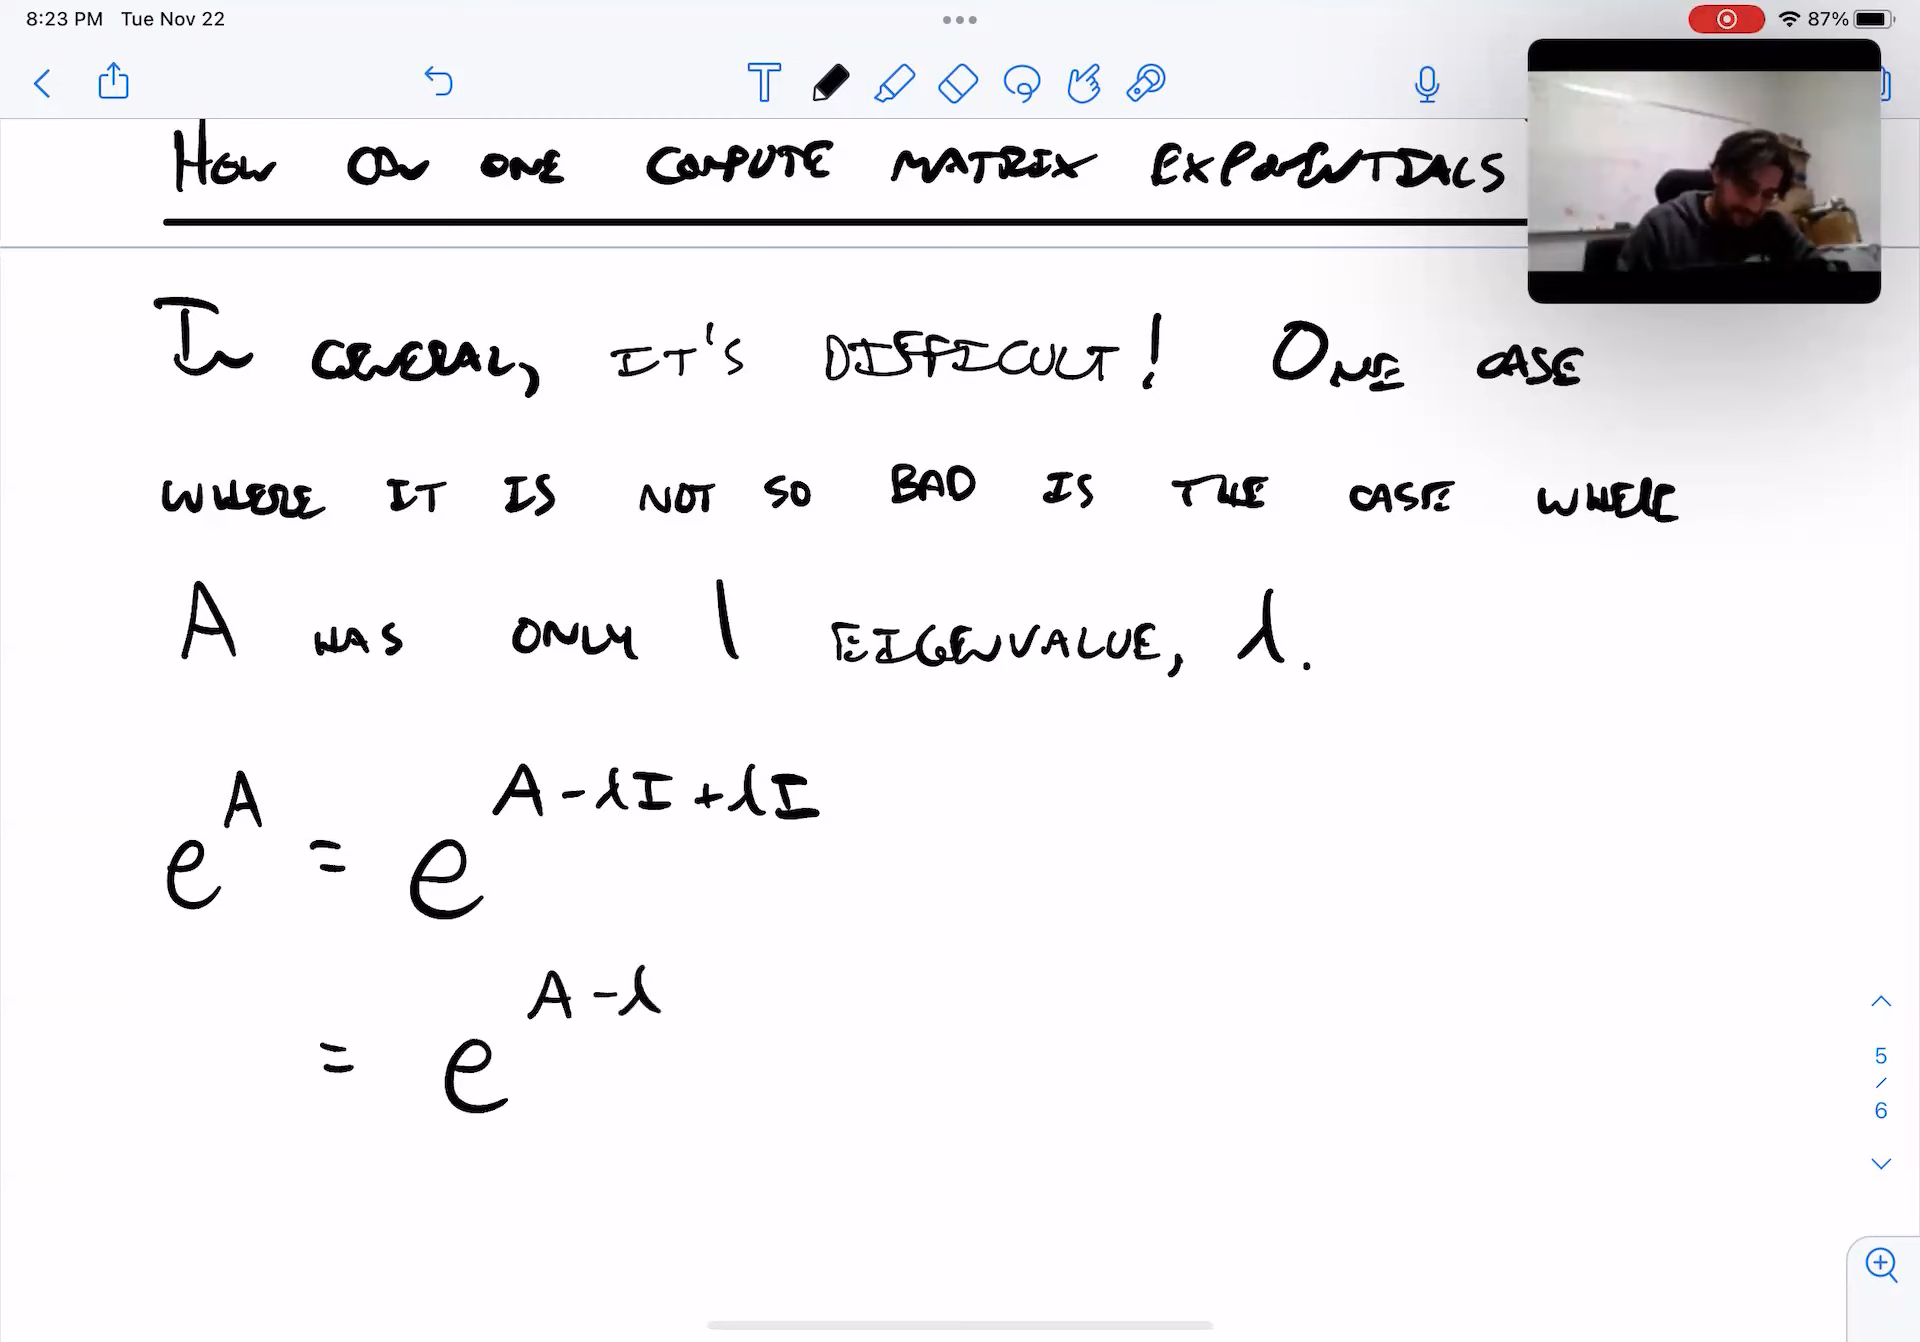 8:23 PM Tue Nov 22
87%
HOW CAN ONE COMPUTE MATRIX EXPONENTIALS
IN GENERAL, IT'S DIFFICULT! ONE CASE
WHERE IT IS NOT SO BAD IS THE CASE WHERE
A HAS ONLY 1 EIGENVALUE, λ.
e^A = e^{A-λI+λI}
= e^{A-λ}
5
/
6